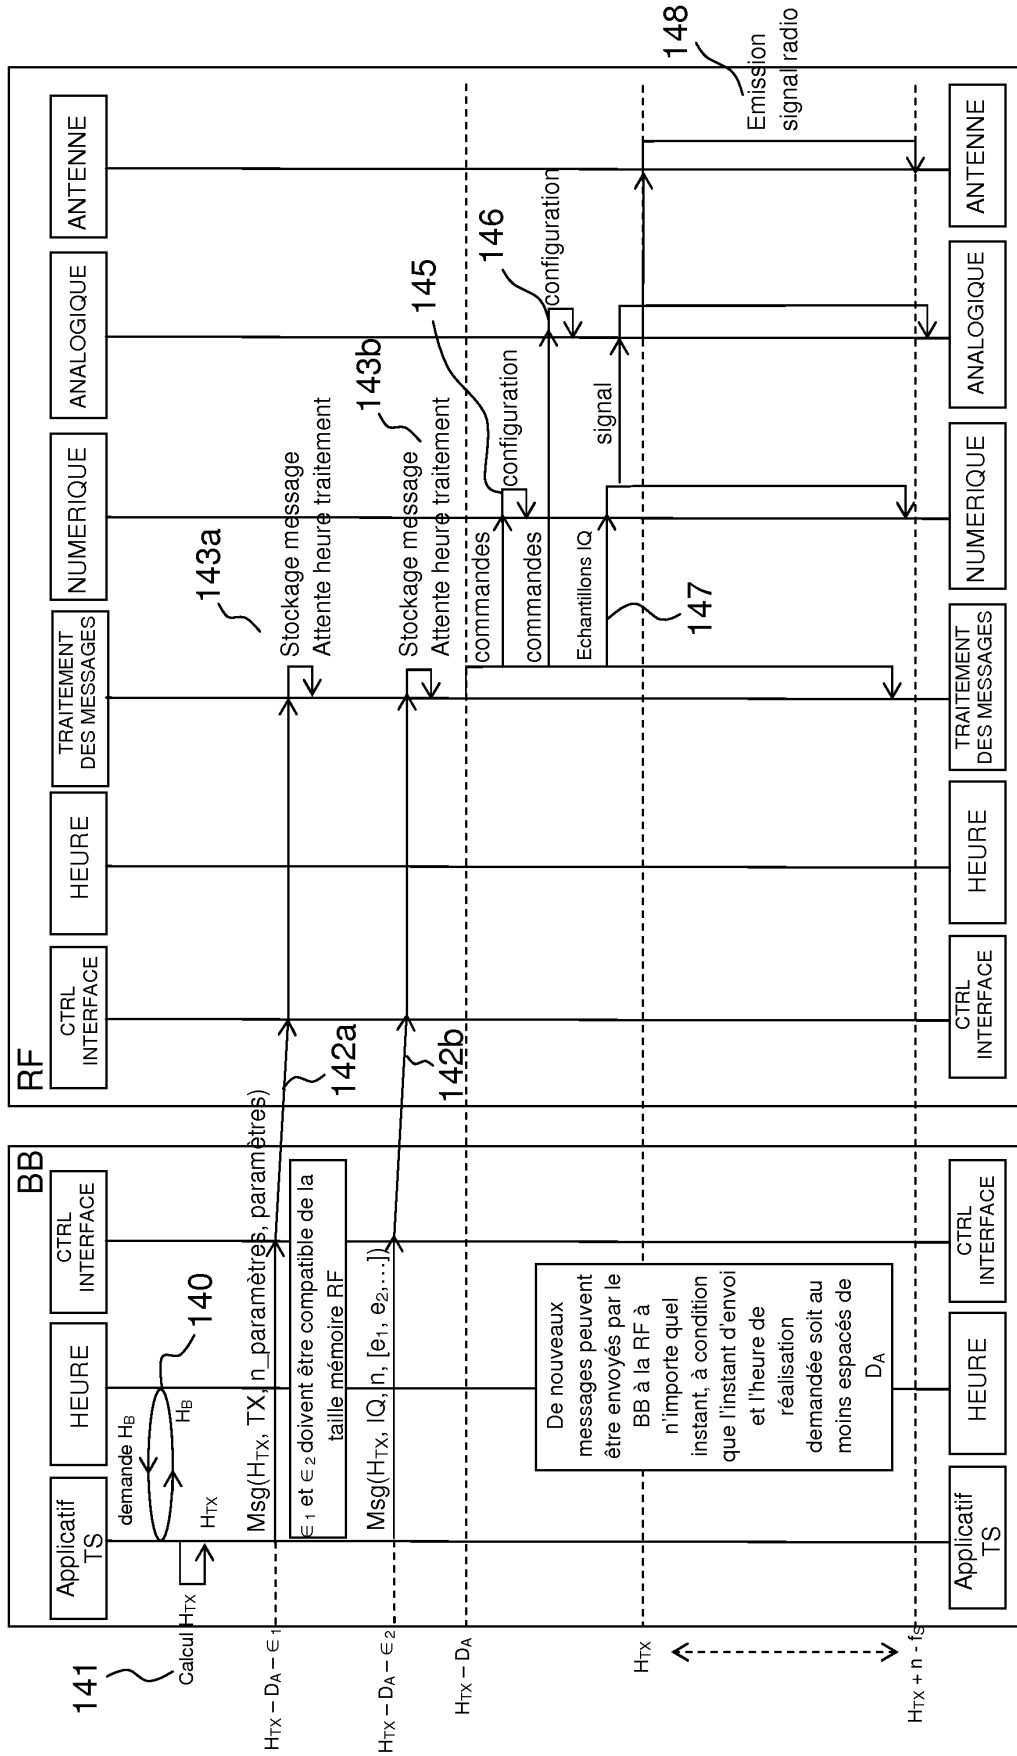 BB
RF
Applicatif
TS
HEURE
CTRL
INTERFACE
CTRL
INTERFACE
HEURE
TRAITEMENT
DES MESSAGES
NUMERIQUE
ANALOGIQUE
ANTENNE
demande HB
HB
140
141
Calcul HTX
HTX
HTX – DA – ∈1
Msg(HTX, TX, n_paramètres, paramètres)
142a
143a
Stockage message
Attente heure traitement
∈1 et ∈2 doivent être compatible de la
taille mémoire RF
HTX – DA – ∈2
Msg(HTX, IQ, n, [e1, e2,…])
142b
143b
Stockage message
Attente heure traitement
HTX – DA
commandes
145
configuration
commandes
146
configuration
Echantillons IQ
147
signal
De nouveaux
messages peuvent
être envoyés par le
BB à la RF à
n'importe quel
instant, à condition
que l'instant d'envoi
et l'heure de
réalisation
demandée soit au
moins espacés de
DA
HTX
148
Emission
signal radio
HTX + n - fS
Applicatif
TS
HEURE
CTRL
INTERFACE
CTRL
INTERFACE
HEURE
TRAITEMENT
DES MESSAGES
NUMERIQUE
ANALOGIQUE
ANTENNE